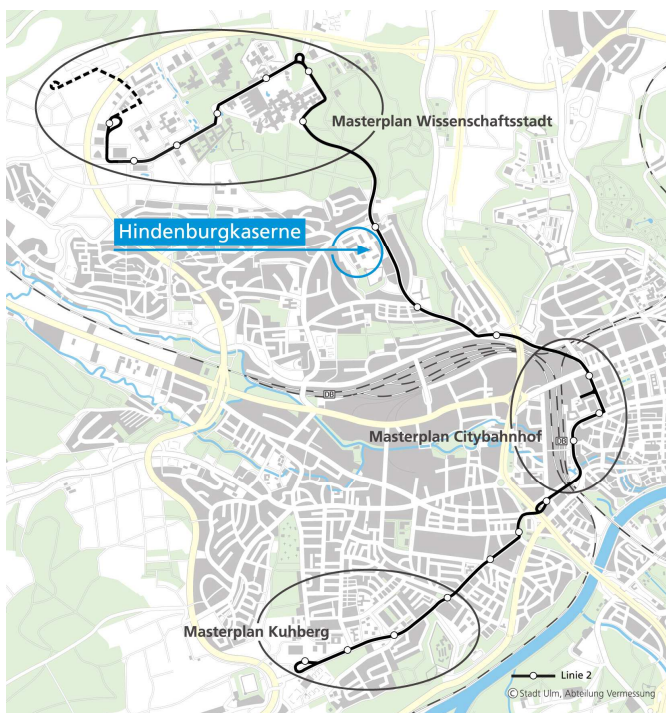 Masterplan Wissenschaftsstadt
Hindenburgkaserne
DB
Masterplan Citybahnhof
DB
Masterplan Kuhberg
Linie 2
© Stadt Ulm, Abteilung Vermessung